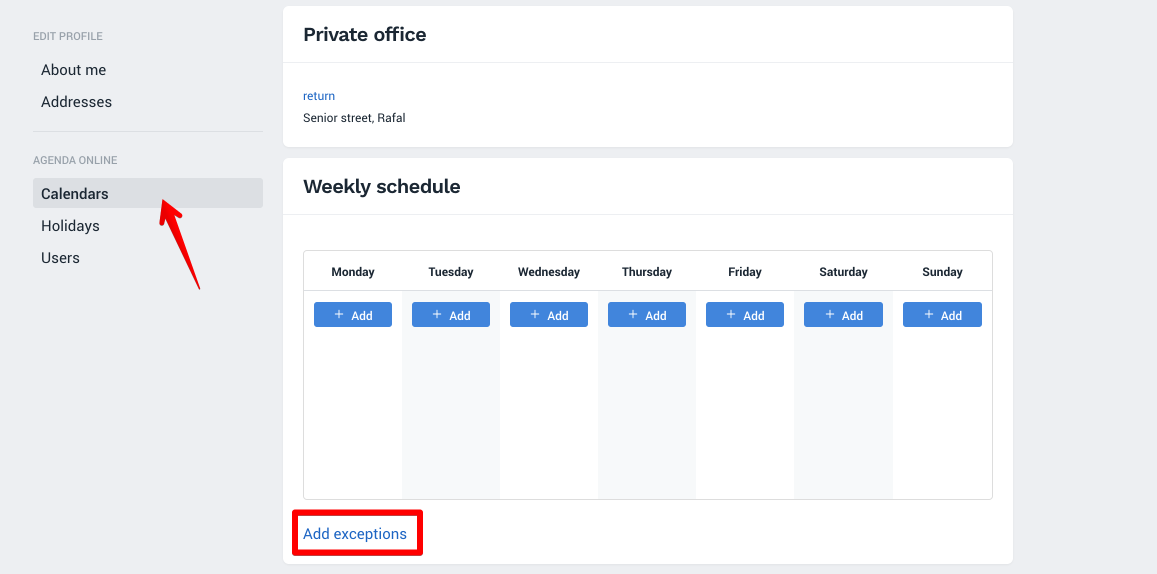 EDIT PROFILE
About me
Addresses
AGENDA ONLINE
Calendars
Holidays
Users
Private office
return
Senior street, Rafal
Weekly schedule
Monday Tuesday Wednesday Thursday Friday Saturday Sunday
+ Add + Add + Add + Add + Add + Add + Add
Add exceptions